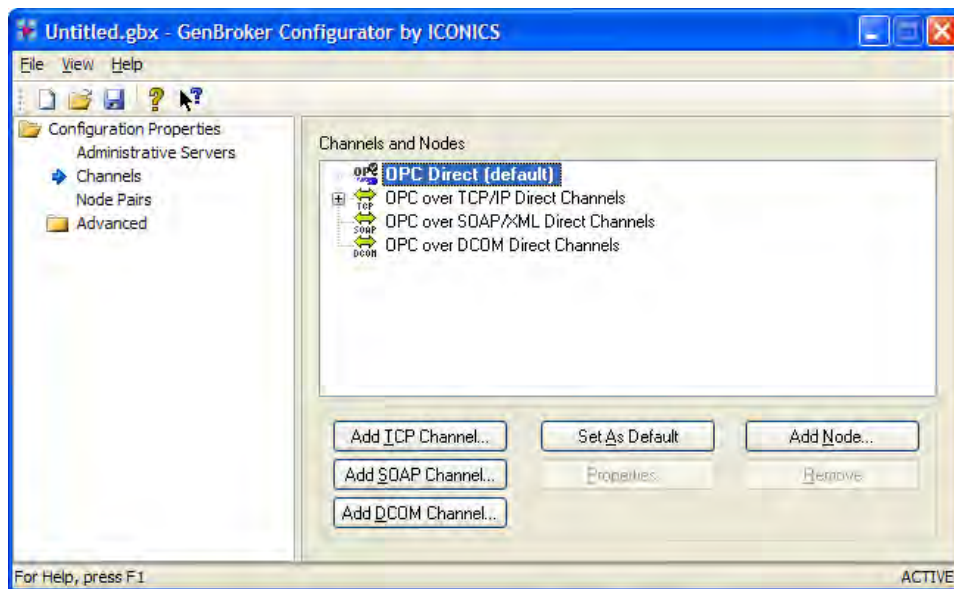 Untitled.gbx - GenBroker Configurator by ICONICS
File View Help
Configuration Properties
Administrative Servers
Channels
Node Pairs
Advanced
Channels and Nodes
OPC Direct (default)
OPC over TCP/IP Direct Channels
OPC over SOAP/XML Direct Channels
OPC over DCOM Direct Channels
Add TCP Channel... Set As Default Add Node...
Add SOAP Channel... Properties Remove
Add DCOM Channel...
For Help, press F1 ACTIVE